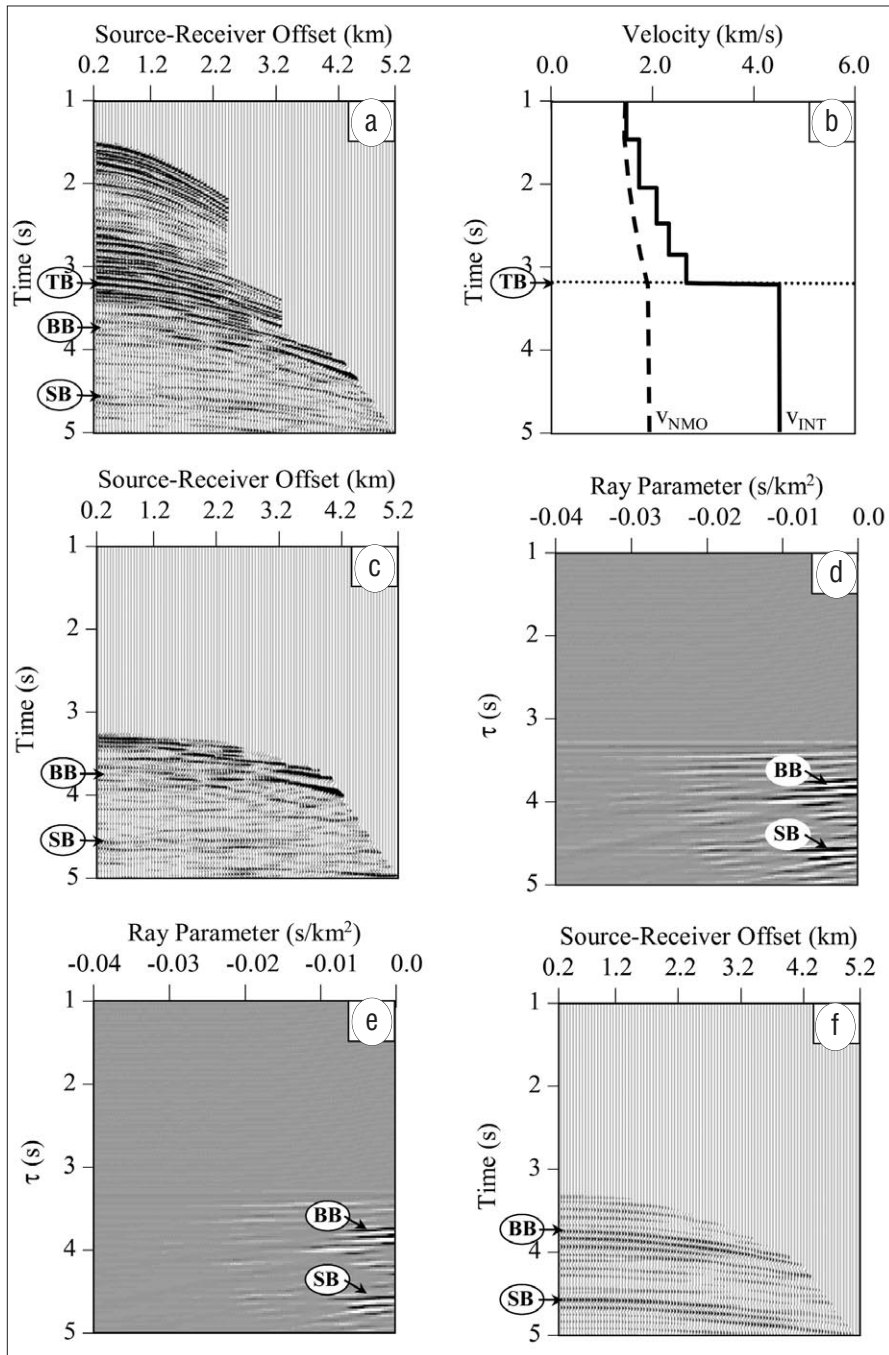 Source-Receiver Offset (km)
0.2 1.2 2.2 3.2 4.2 5.2
a
1
2
3
4
5
Time (s)
TB
BB
SB
Velocity (km/s)
0.0 2.0 4.0 6.0
b
1
2
3
4
5
Time (s)
TB
VNMO
VINT
Source-Receiver Offset (km)
0.2 1.2 2.2 3.2 4.2 5.2
c
1
2
3
4
5
Time (s)
BB
SB
Ray Parameter (s/km²)
-0.04 -0.03 -0.02 -0.01 0.0
d
1
2
3
4
5
τ (s)
BB
SB
Ray Parameter (s/km²)
-0.04 -0.03 -0.02 -0.01 0.0
e
1
2
3
4
5
τ (s)
BB
SB
Source-Receiver Offset (km)
0.2 1.2 2.2 3.2 4.2 5.2
f
1
2
3
4
5
Time (s)
BB
SB